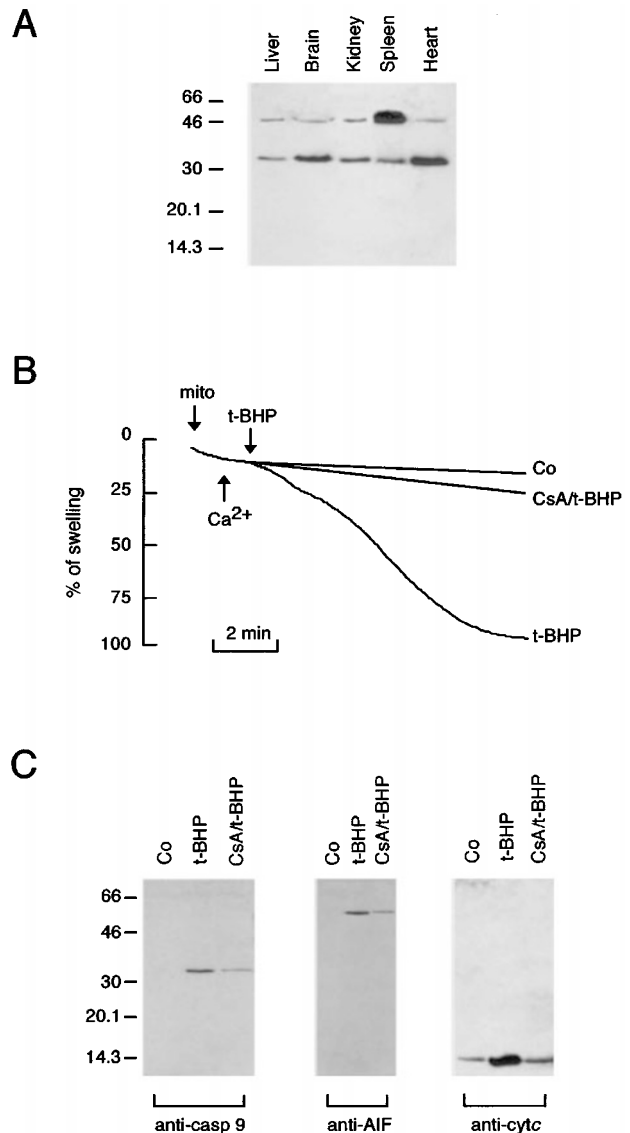 A
Liver Brain Kidney Spleen Heart
66
46
30
20.1
14.3
B
mito
t-BHP
0
25
50
75
100
% of swelling
Ca2+
2 min
Co
CsA/t-BHP
t-BHP
C
Co t-BHP CsA/t-BHP
Co t-BHP CsA/t-BHP
Co t-BHP CsA/t-BHP
66
46
30
20.1
14.3
anti-casp 9
anti-AIF
anti-cytc